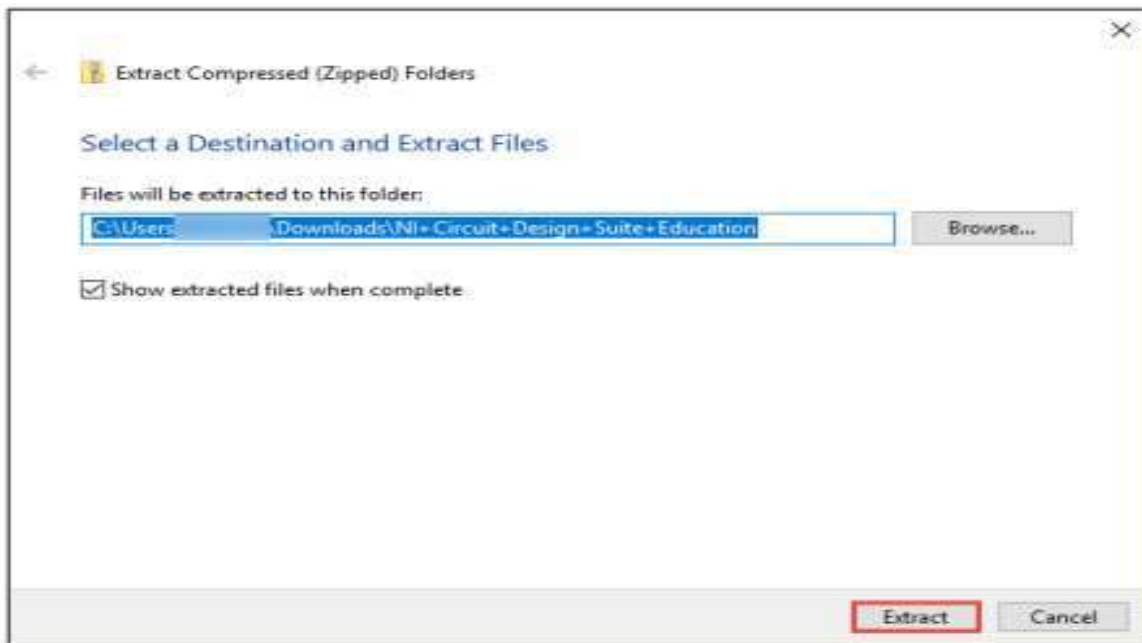 Extract Compressed (Zipped) Folders
Select a Destination and Extract Files
Files will be extracted to this folder:
C:\Users \Downloads\NI+Circuit+Design+Suite+Education
Browse...
Show extracted files when complete
Extract
Cancel